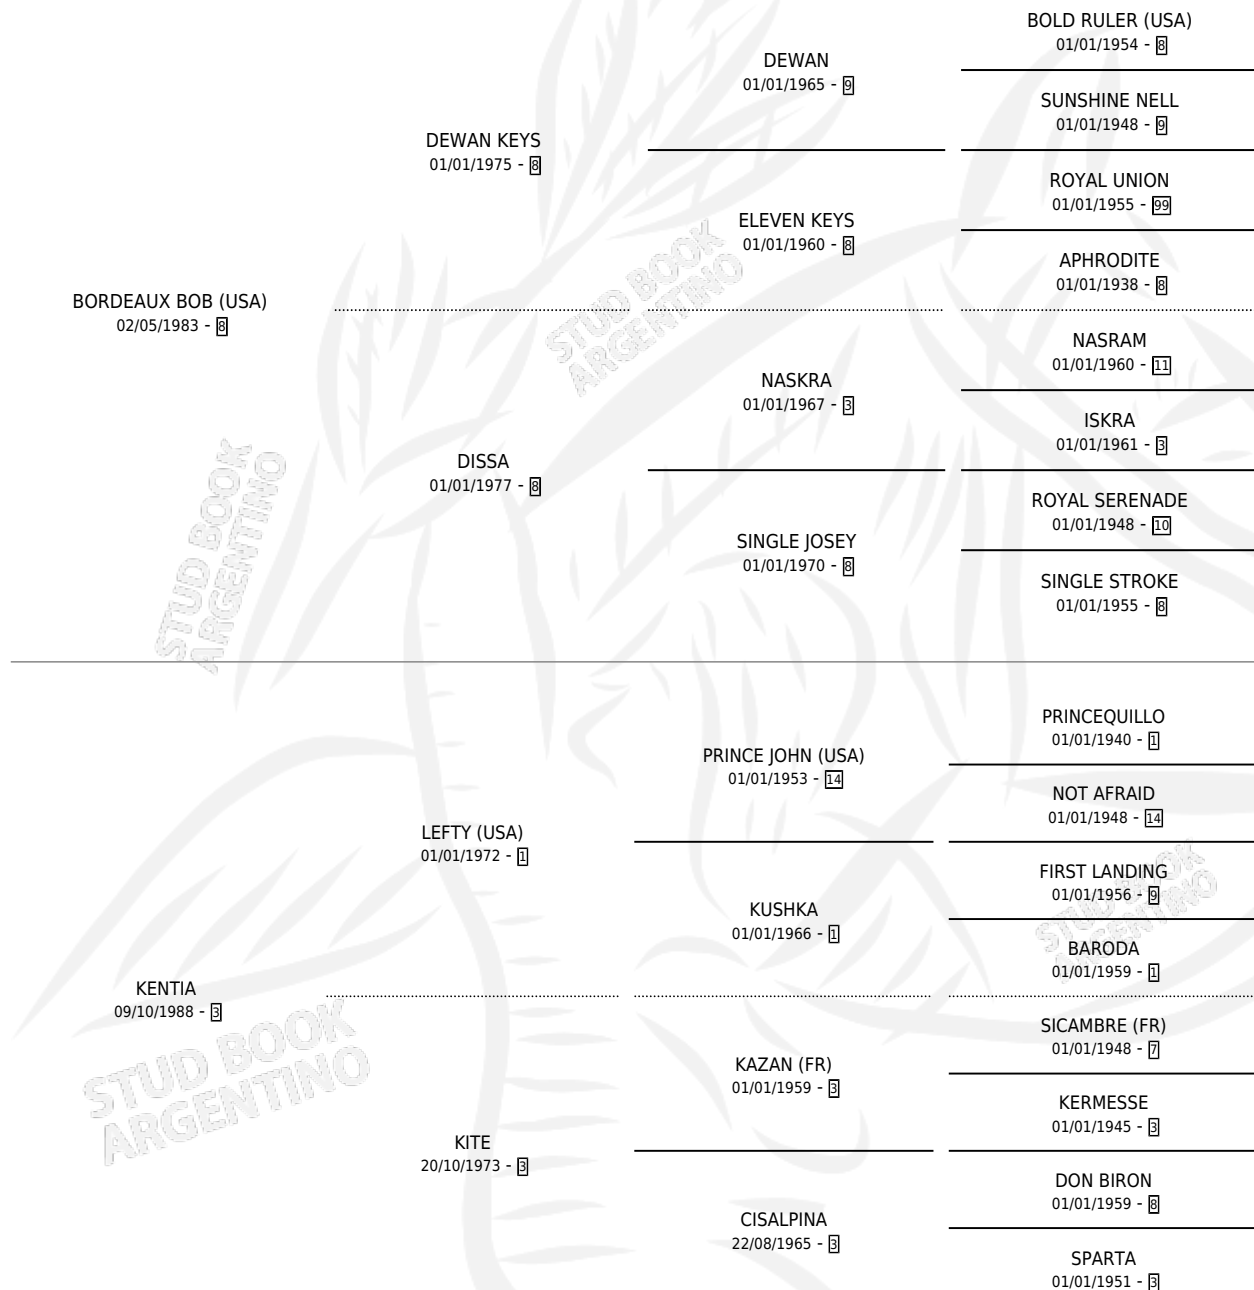 BORDEAUX BOB (USA)
02/05/1983 - 8
DEWAN KEYS
01/01/1975 - 8
DISSA
01/01/1977 - 8
DEWAN
01/01/1965 - 9
ELEVEN KEYS
01/01/1960 - 8
NASKRA
01/01/1967 - 3
SINGLE JOSEY
01/01/1970 - 8
BOLD RULER (USA)
01/01/1954 - 8
SUNSHINE NELL
01/01/1948 - 9
ROYAL UNION
01/01/1955 - 99
APHRODITE
01/01/1938 - 8
NASRAM
01/01/1960 - 11
ISKRA
01/01/1961 - 3
ROYAL SERENADE
01/01/1948 - 10
SINGLE STROKE
01/01/1955 - 8
KENTIA
09/10/1988 - 3
LEFTY (USA)
01/01/1972 - 1
KITE
20/10/1973 - 3
PRINCE JOHN (USA)
01/01/1953 - 14
KUSHKA
01/01/1966 - 1
KAZAN (FR)
01/01/1959 - 3
CISALPINA
22/08/1965 - 3
PRINCEQUILLO
01/01/1940 - 1
NOT AFRAID
01/01/1948 - 14
FIRST LANDING
01/01/1956 - 9
BARODA
01/01/1959 - 1
SICAMBRE (FR)
01/01/1948 - 7
KERMESSE
01/01/1945 - 3
DON BIRON
01/01/1959 - 8
SPARTA
01/01/1951 - 3
STUD BOOK
ARGENTINO
STUD BOOK
ARGENTINO
STUD BOOK
ARGENTINO
STUD BOOK
ARGENTINO